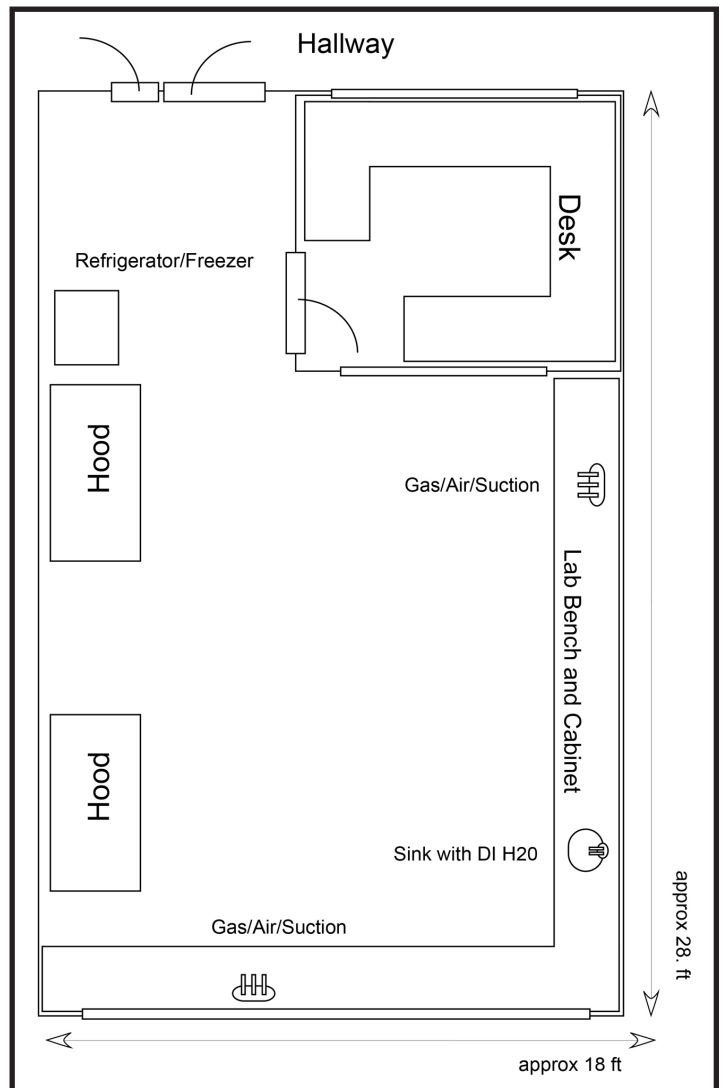 Hallway
Desk
Refrigerator/Freezer
Hood
Gas/Air/Suction
Lab Bench and Cabinet
Hood
Sink with DI H20
approx 28. ft
Gas/Air/Suction
approx 18 ft